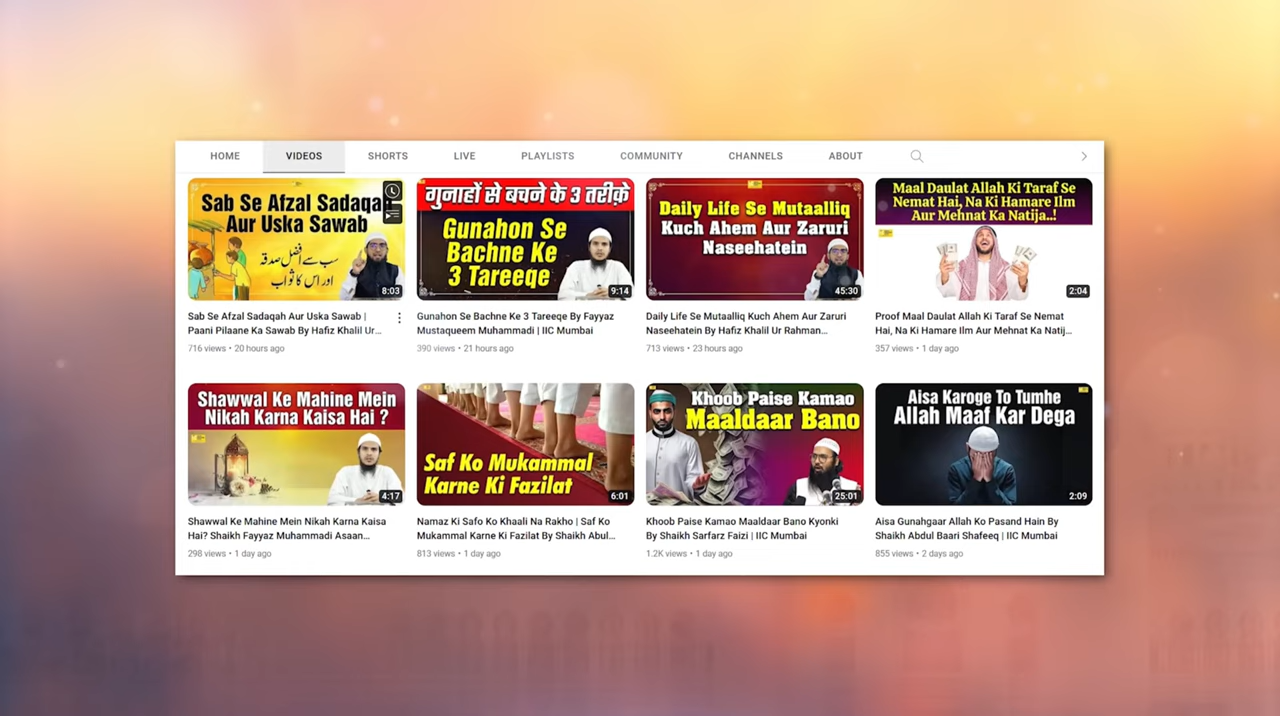 HOME VIDEOS SHORTS LIVE PLAYLISTS COMMUNITY CHANNELS ABOUT
Sab Se Afzal Sadaqah
Aur Uska Sawab
سب سے افضل صدقہ
اور اس کا ثواب
8:03
गुनाहों से बचने के 3 तरीक़े
Gunahon Se
Bachne Ke
3 Tareeqe
9:14
Daily Life Se Mutaalliq
Kuch Ahem Aur Zaruri
Naseehatein
45:30
Maal Daulat Allah Ki Taraf Se
Nemat Hai, Na Ki Hamare Ilm
Aur Mehnat Ka Natija..!
2:04
Sab Se Afzal Sadaqah Aur Uska Sawab |
Paani Pilaane Ka Sawab By Hafiz Khalil Ur...
716 views • 20 hours ago
Gunahon Se Bachne Ke 3 Tareeqe By Fayyaz
Mustaqueem Muhammadi | IIC Mumbai
390 views • 21 hours ago
Daily Life Se Mutaalliq Kuch Ahem Aur Zaruri
Naseehatein By Hafiz Khalil Ur Rahman...
713 views • 23 hours ago
Proof Maal Daulat Allah Ki Taraf Se Nemat
Hai, Na Ki Hamare Ilm Aur Mehnat Ka Natij...
357 views • 1 day ago
Shawwal Ke Mahine Mein
Nikah Karna Kaisa Hai ?
4:17
Saf Ko Mukammal
Karne Ki Fazilat
6:01
Khoob Paise Kamao
Maaldaar Bano
25:01
Aisa Karoge To Tumhe
Allah Maaf Kar Dega
2:09
Shawwal Ke Mahine Mein Nikah Karna Kaisa
Hai? Shaikh Fayyaz Muhammadi Asaan...
298 views • 1 day ago
Namaz Ki Safo Ko Khaali Na Rakho | Saf Ko
Mukammal Karne Ki Fazilat By Shaikh Abul...
813 views • 1 day ago
Khoob Paise Kamao Maaldaar Bano Kyonki
By Shaikh Sarfarz Faizi | IIC Mumbai
1.2K views • 1 day ago
Aisa Gunahgaar Allah Ko Pasand Hain By
Shaikh Abdul Baari Shafeeq | IIC Mumbai
855 views • 2 days ago